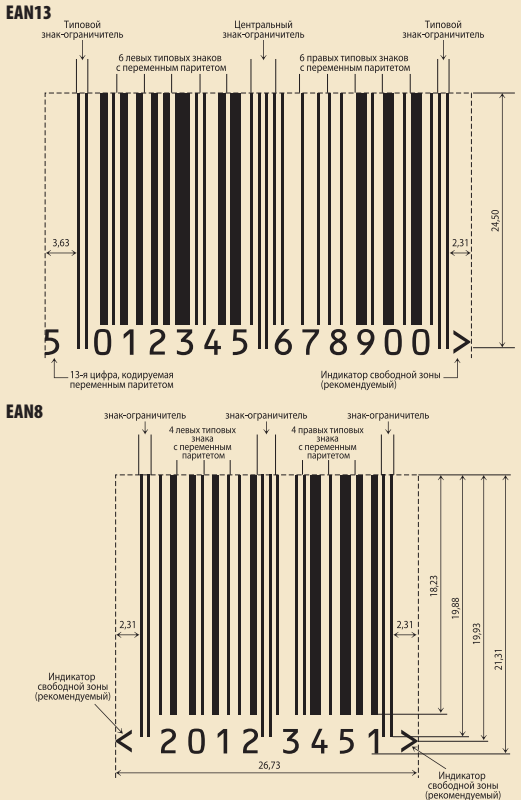 EAN13
Типовой
знак-ограничитель
Центральный
знак-ограничитель
Типовой
знак-ограничитель
6 левых типовых знаков
с переменным паритетом
6 правых типовых знаков
с переменным паритетом
24,50
3,63
2,31
5 012345 678900 >
13-я цифра, кодируемая
переменным паритетом
Индикатор свободной зоны
(рекомендуемый)
EAN8
знак-ограничитель
знак-ограничитель
знак-ограничитель
4 левых типовых
знака
с переменным
паритетом
4 правых типовых
знака
с переменным
паритетом
18,23
19,88
19,93
21,31
2,31
2,31
Индикатор
свободной зоны
(рекомендуемый)
< 2012 3451 >
26,73
Индикатор
свободной зоны
(рекомендуемый)